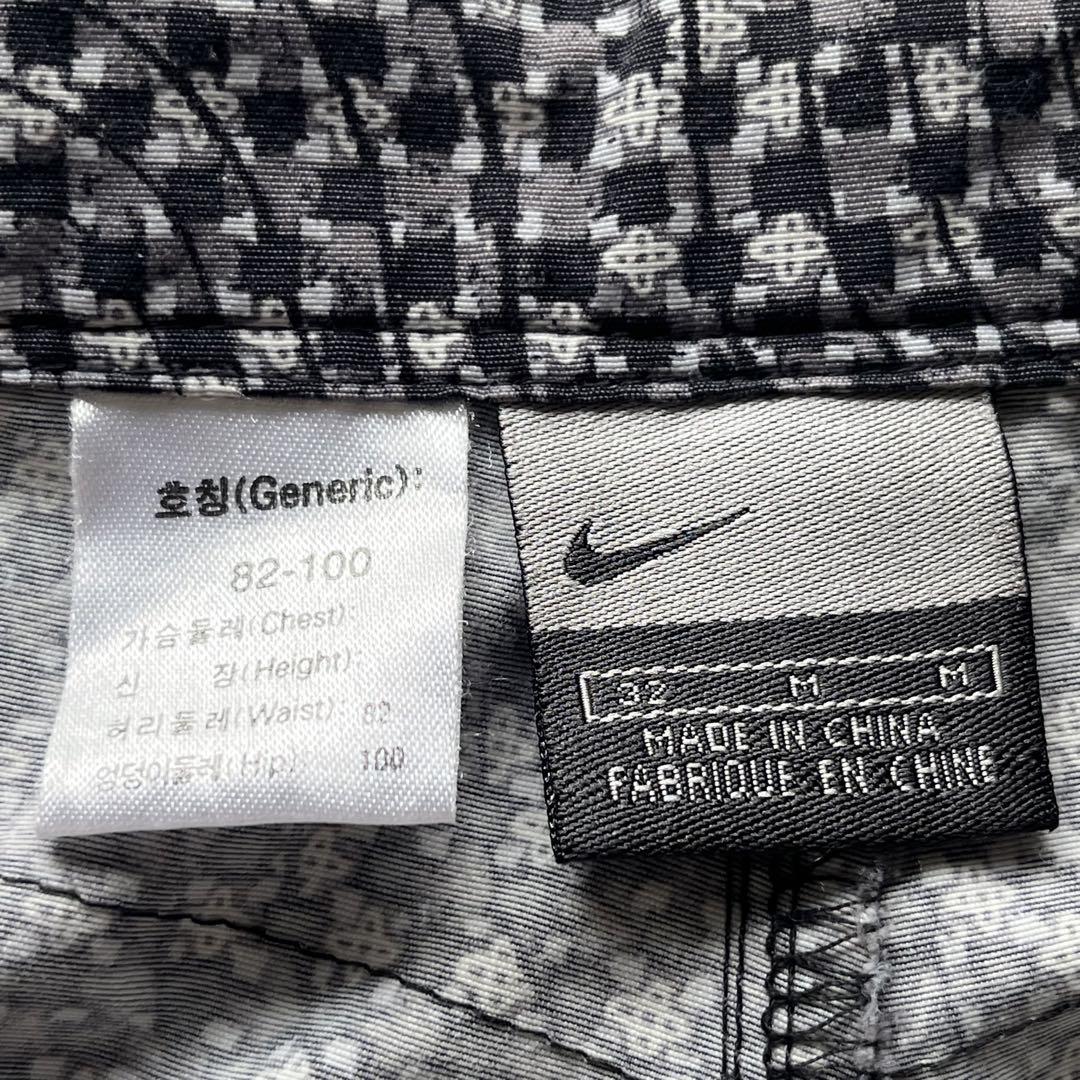 호칭(Generic):
82-100
가슴둘레(Chest):
신 장(Height):
허리둘레(Waist): 82
엉덩이둘레(Hip): 100
32 M M
MADE IN CHINA
FABRIQUE EN CHINE